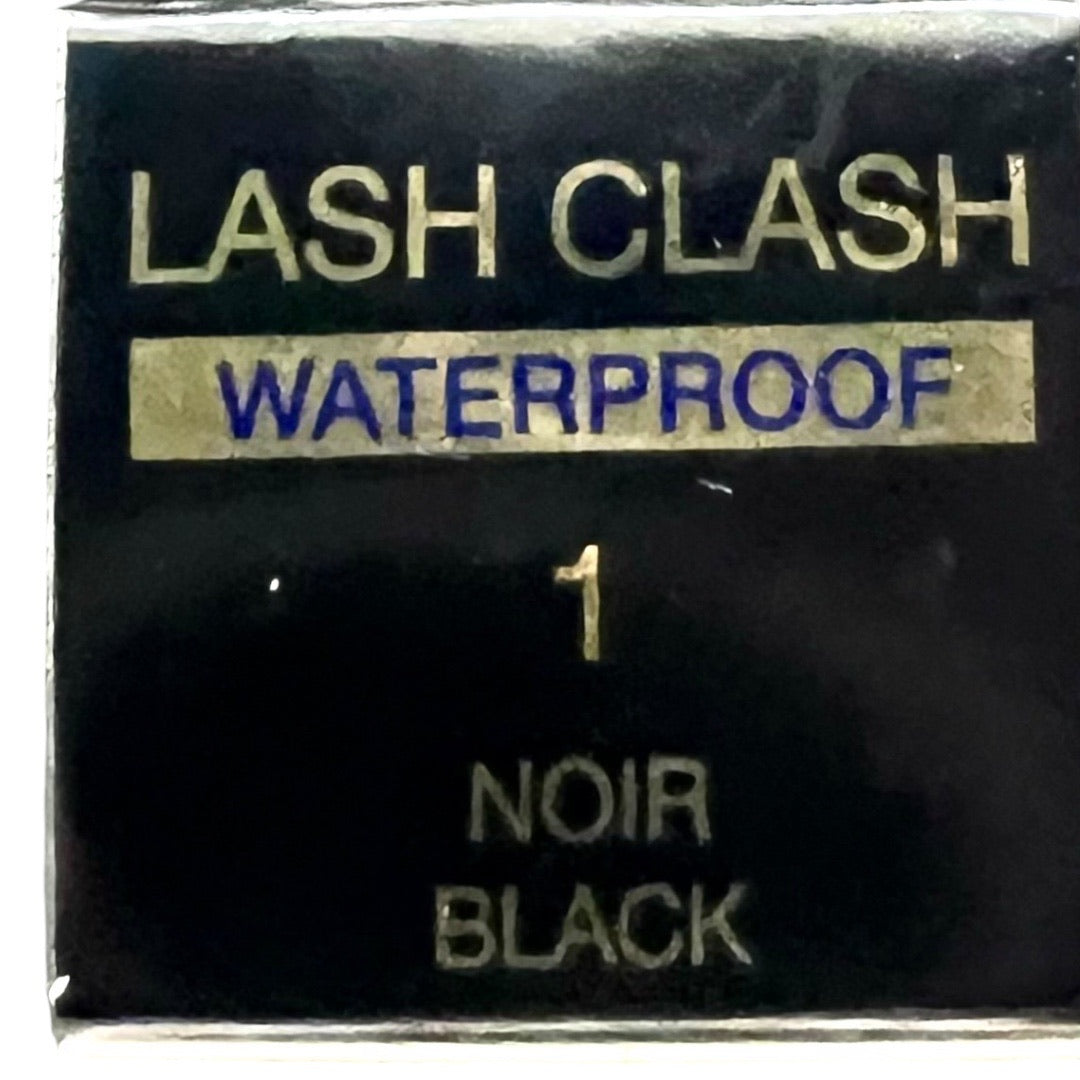 LASH CLASH
WATERPROOF
1
NOIR
BLACK